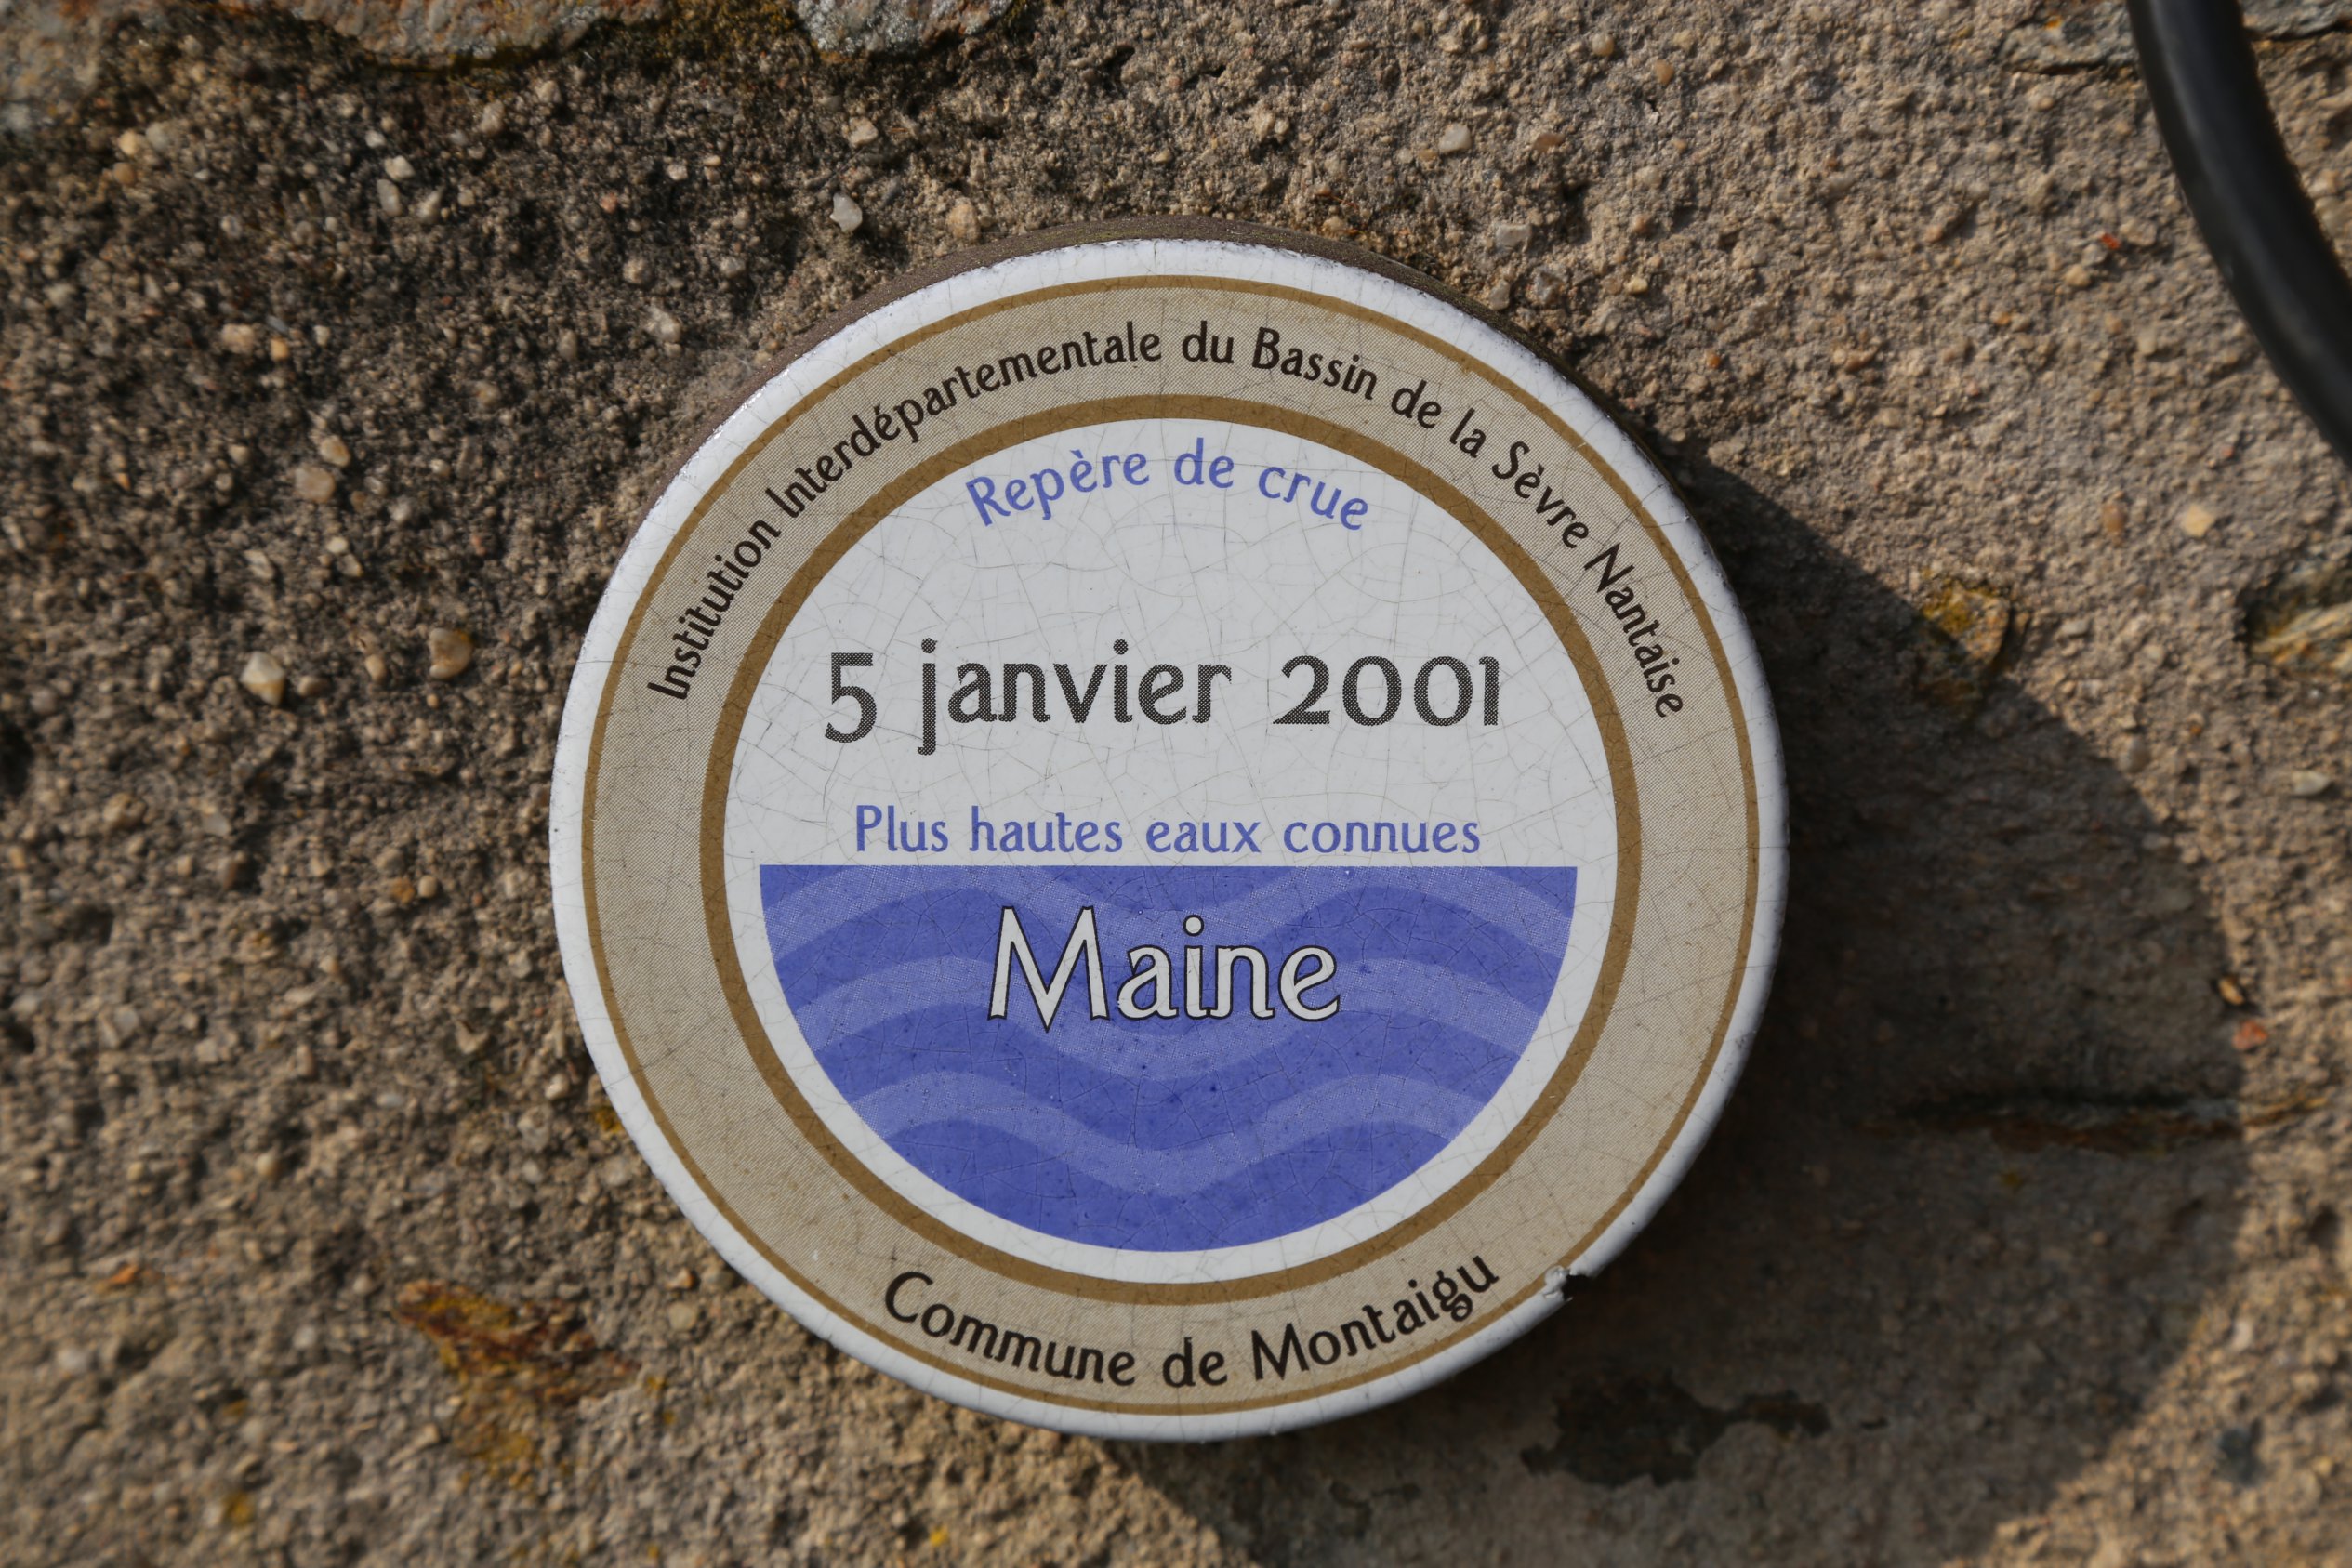 Institution Interdépartementale du Bassin de la Sèvre Nantaise
Repère de crue
5 janvier 2001
Plus hautes eaux connues
Maine
Commune de Montaigu